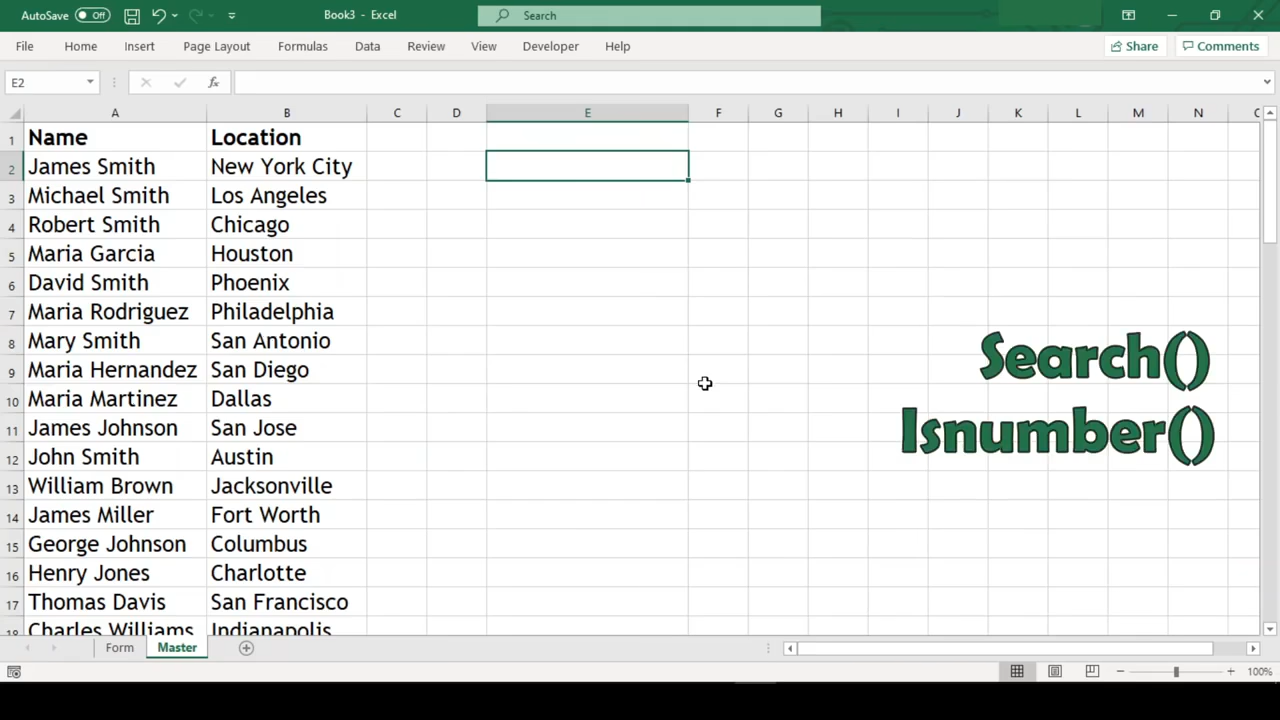 AutoSave Off Book3 - Excel Search
File Home Insert Page Layout Formulas Data Review View Developer Help Share Comments
E2 fx
A B C D E F G H I J K L M N
1 Name Location
2 James Smith New York City
3 Michael Smith Los Angeles
4 Robert Smith Chicago
5 Maria Garcia Houston
6 David Smith Phoenix
7 Maria Rodriguez Philadelphia
8 Mary Smith San Antonio
9 Maria Hernandez San Diego
10 Maria Martinez Dallas
11 James Johnson San Jose
12 John Smith Austin
13 William Brown Jacksonville
14 James Miller Fort Worth
15 George Johnson Columbus
16 Henry Jones Charlotte
17 Thomas Davis San Francisco
18 Charles Williams Indianapolis
Search()
Isnumber()
Form Master
100%